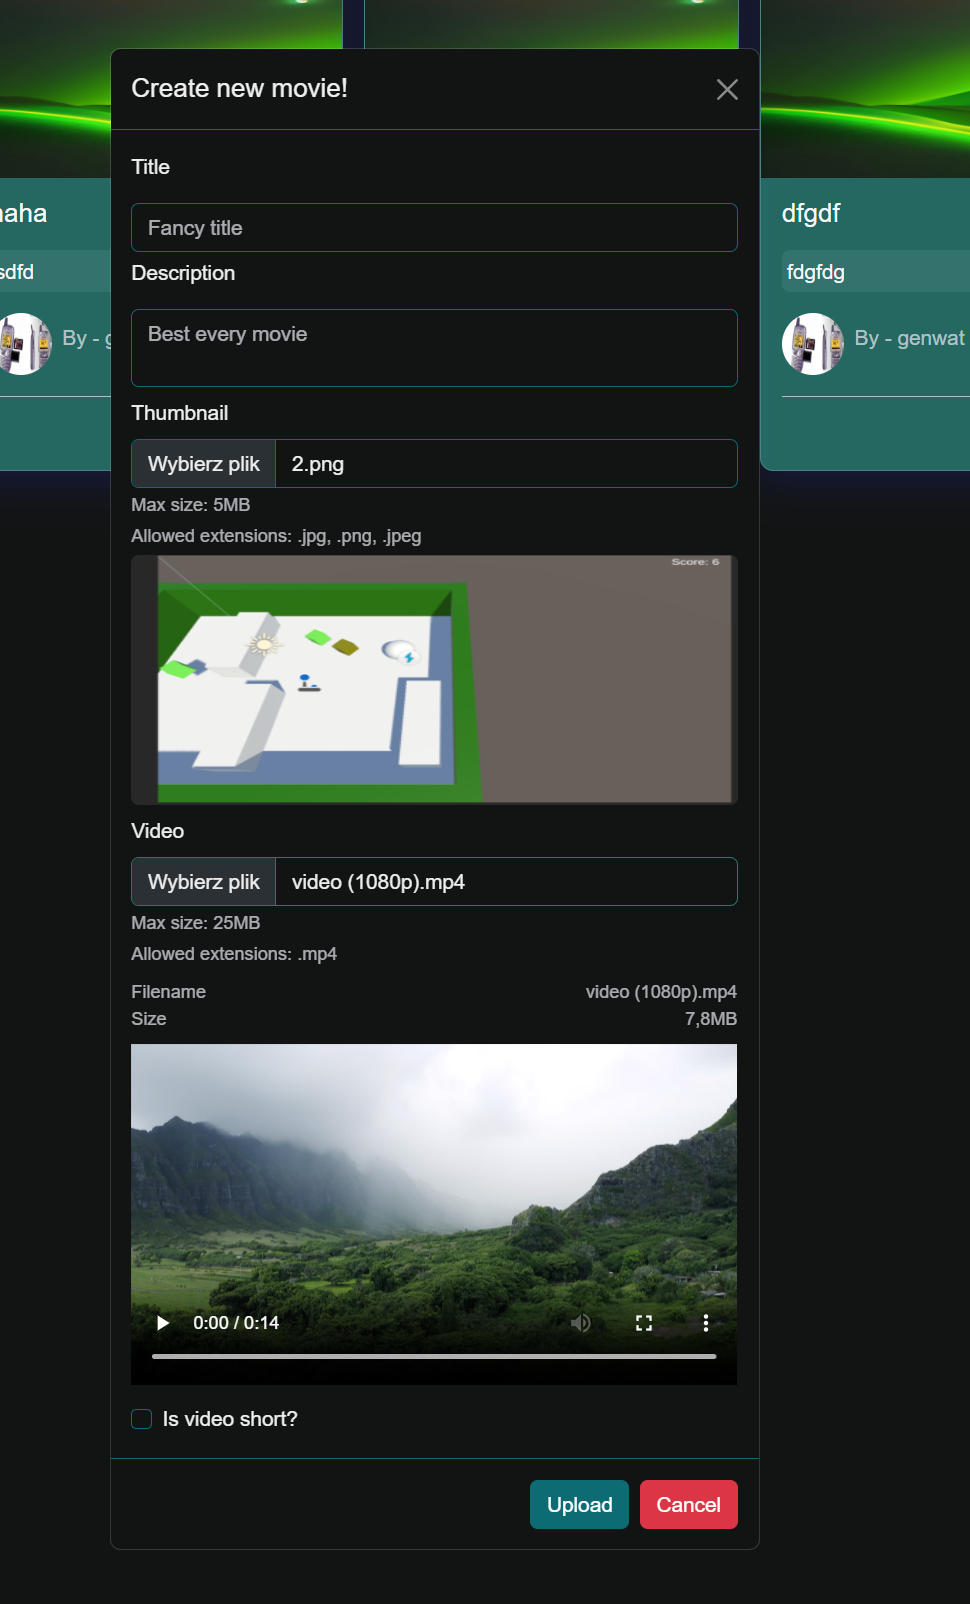 Create new movie!
Title
Fancy title
Description
Best every movie
Thumbnail
Wybierz plik 2.png
Max size: 5MB
Allowed extensions: .jpg, .png, .jpeg
Score: 6
Video
Wybierz plik video (1080p).mp4
Max size: 25MB
Allowed extensions: .mp4
Filename video (1080p).mp4
Size 7,8MB
0:00 / 0:14
Is video short?
Upload Cancel
aha
sdfd
By -
dfgdf
fdgfdg
By - genwat